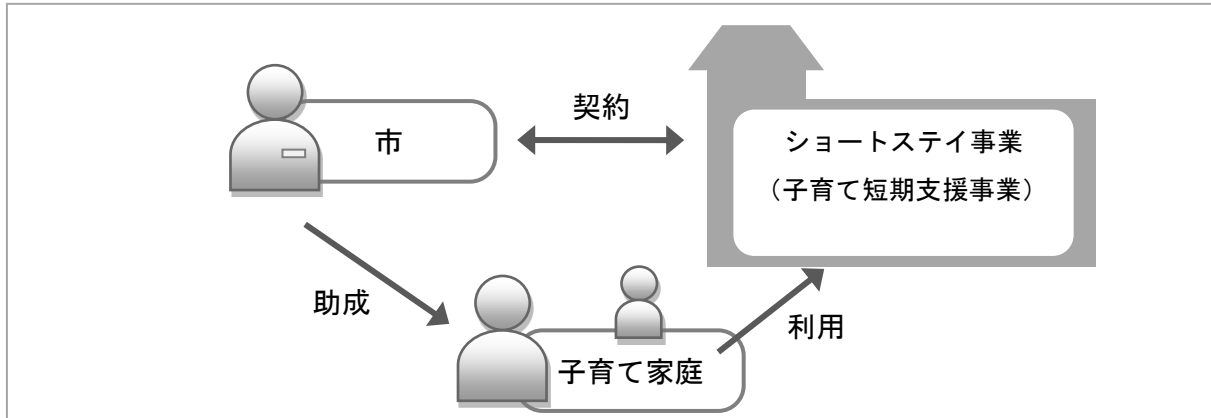 契約
市
ショートステイ事業
（子育て短期支援事業）
助成
利用
子育て家庭